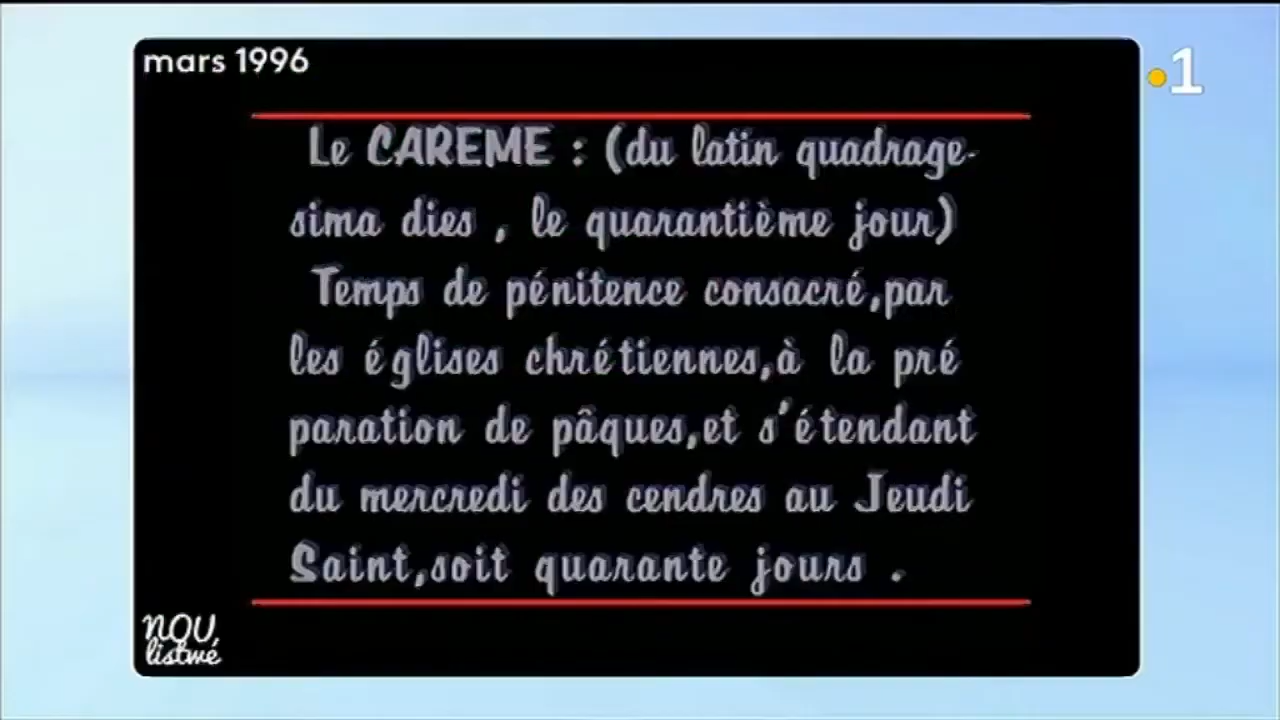 mars 1996
1
Le CAREME : (du latin quadrage-
sima dies , le quarantième jour)
Temps de pénitence consacré,par
les églises chrétiennes,à la pré
paration de pâques,et s'étendant
du mercredi des cendres au Jeudi
Saint,soit quarante jours .
NOU
listwé